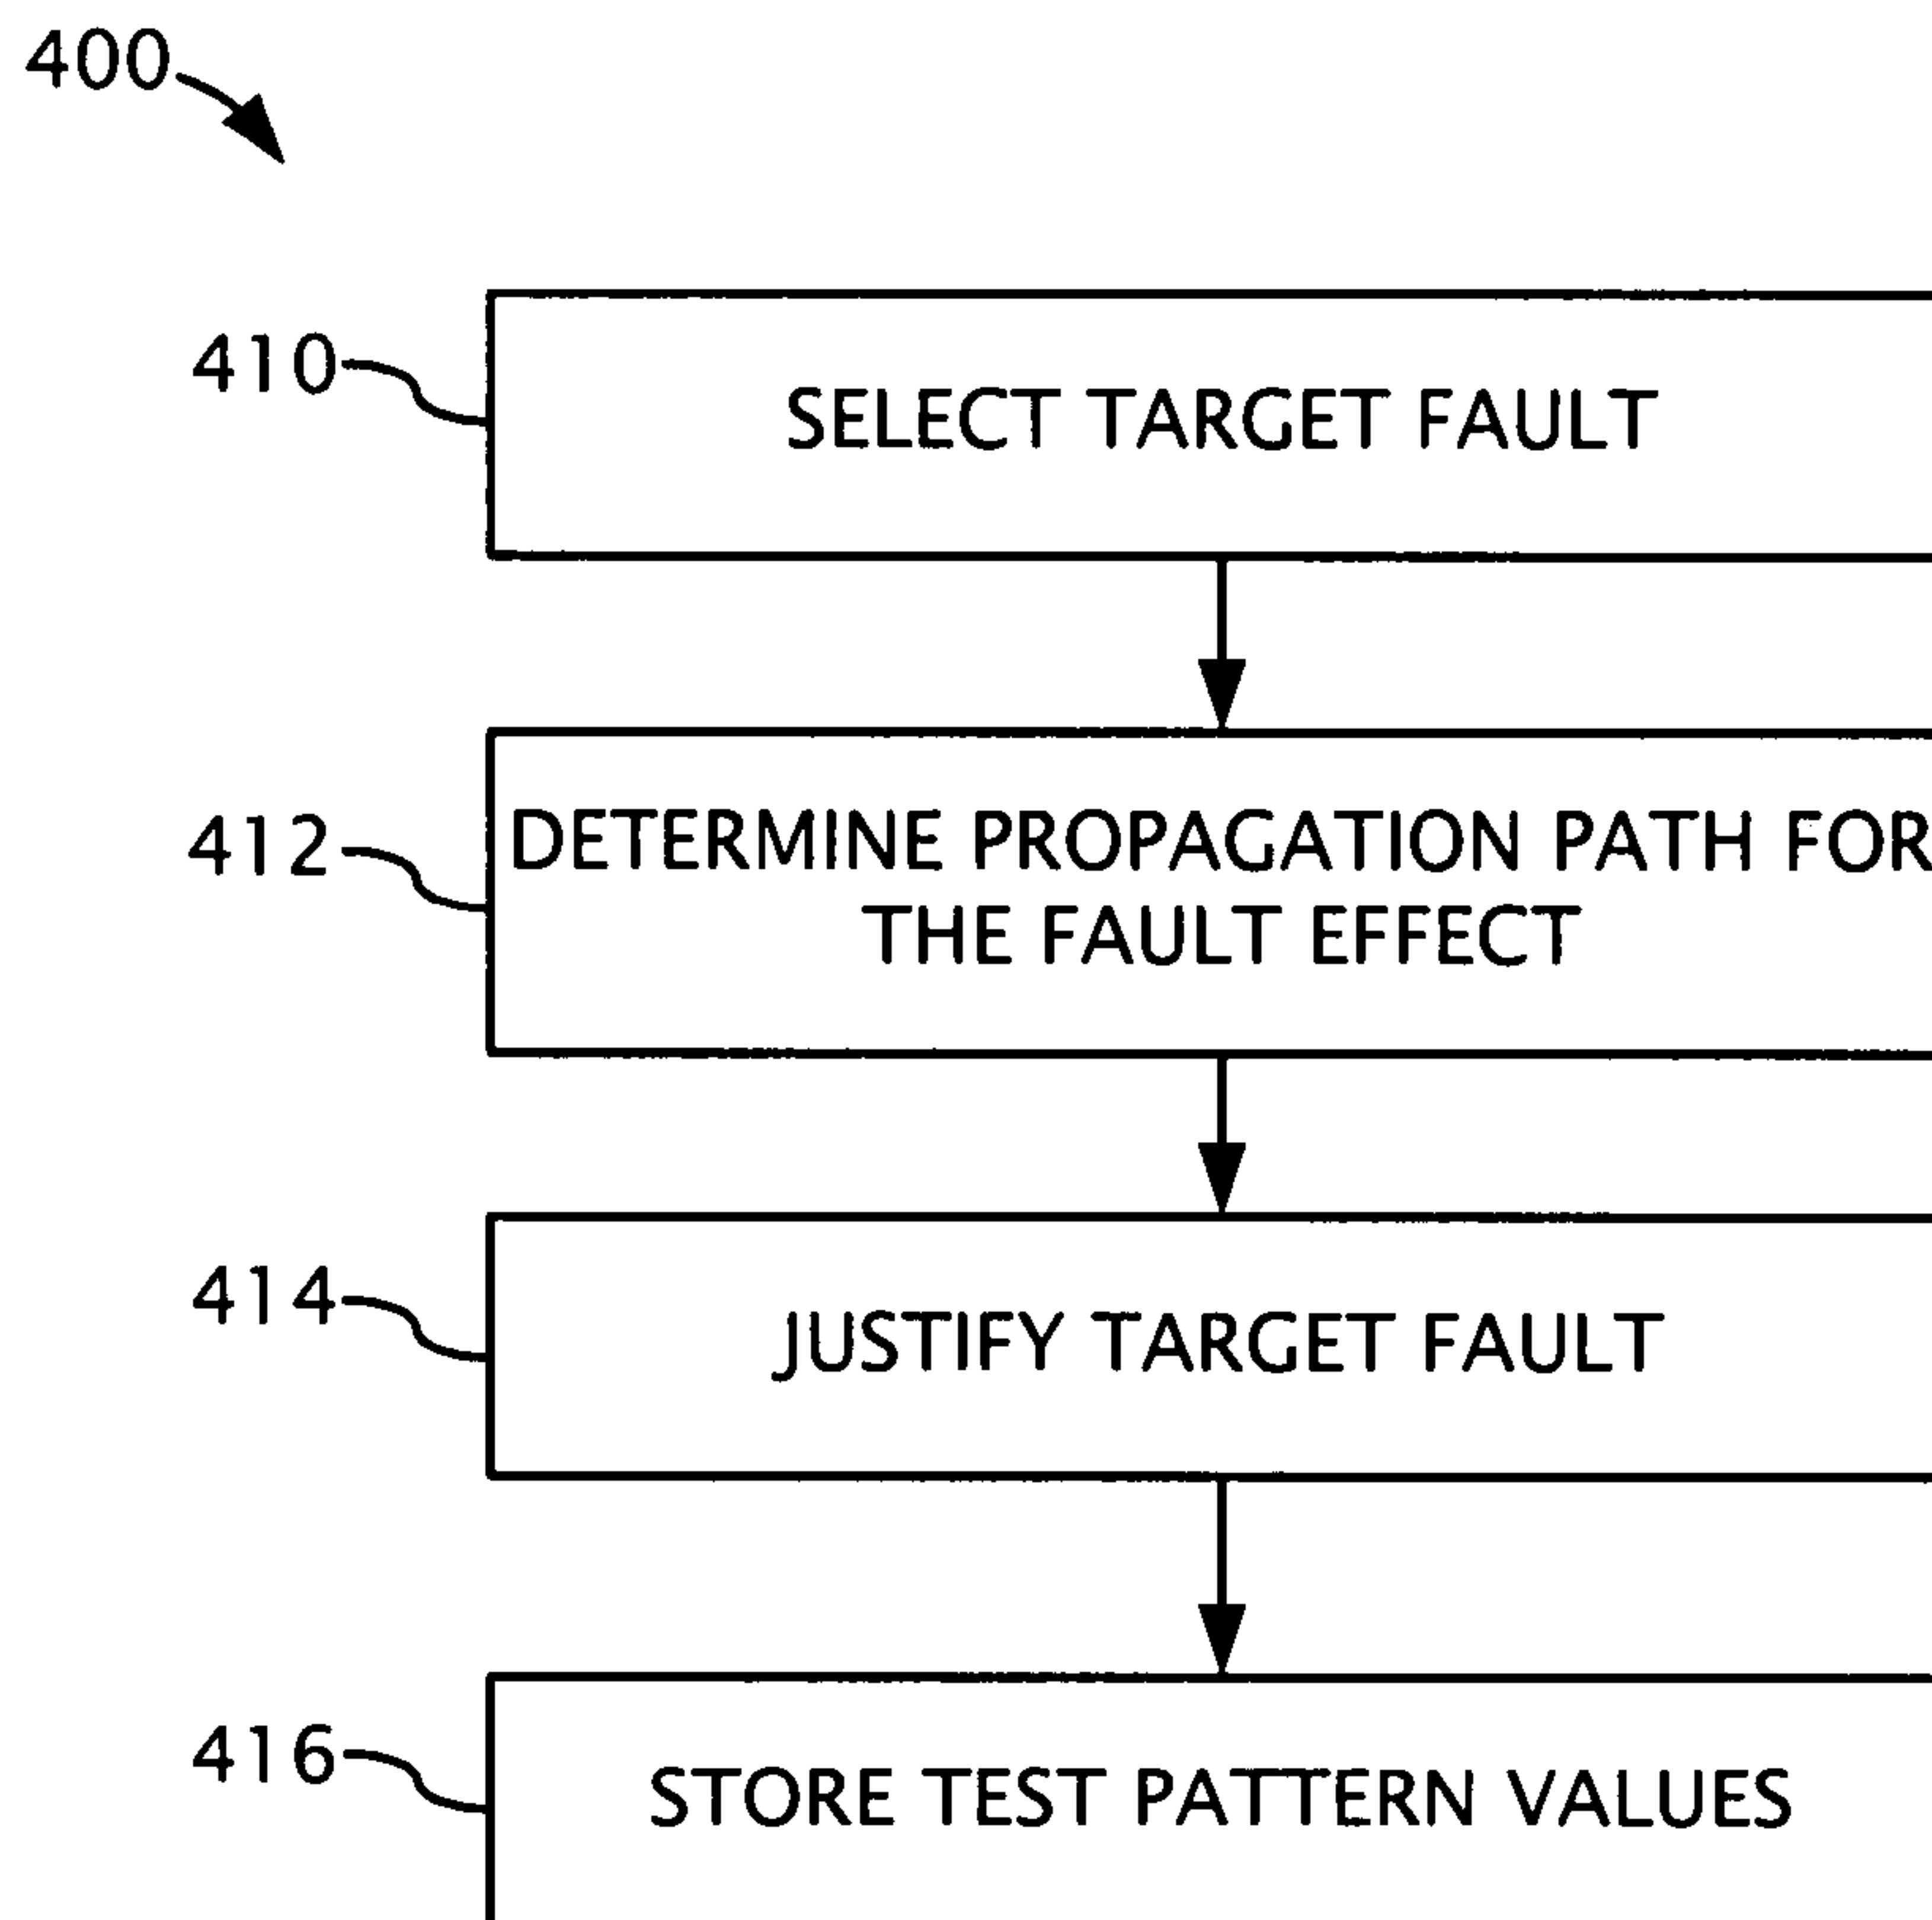 400
410
SELECT TARGET FAULT
412
DETERMINE PROPAGATION PATH FOR
THE FAULT EFFECT
414
JUSTIFY TARGET FAULT
416
STORE TEST PATTERN VALUES